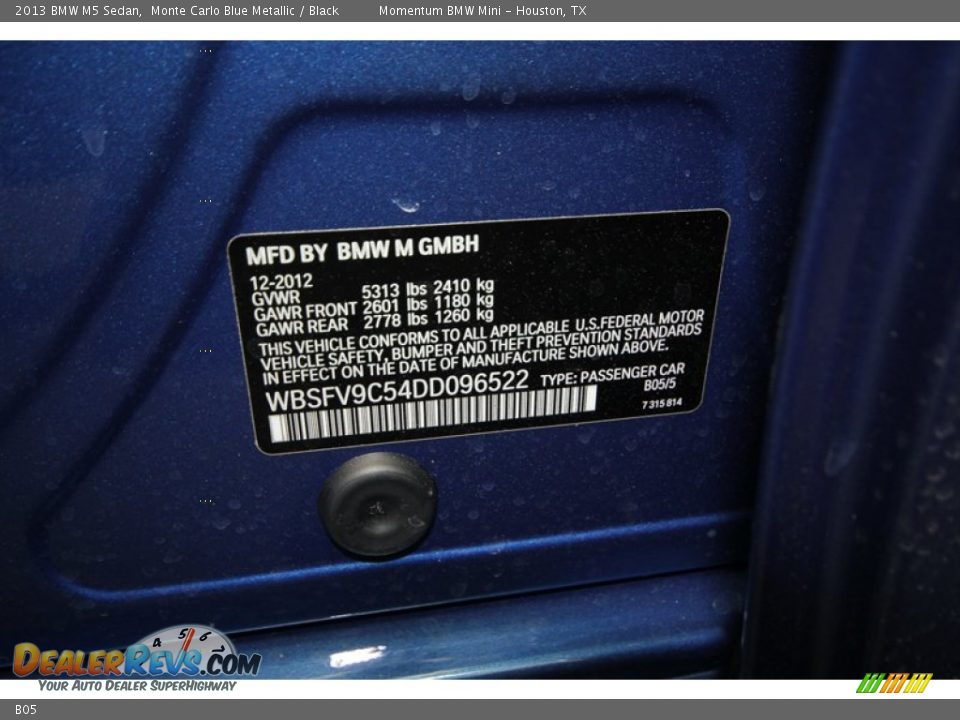 2013 BMW M5 Sedan, Monte Carlo Blue Metallic / Black Momentum BMW Mini - Houston, TX
MFD BY BMW M GMBH
12-2012
GVWR 5313 lbs 2410 kg
GAWR FRONT 2601 lbs 1180 kg
GAWR REAR 2778 lbs 1260 kg
THIS VEHICLE CONFORMS TO ALL APPLICABLE U.S.FEDERAL MOTOR
VEHICLE SAFETY, BUMPER AND THEFT PREVENTION STANDARDS
IN EFFECT ON THE DATE OF MANUFACTURE SHOWN ABOVE.
WBSFV9C54DD096522 TYPE: PASSENGER CAR
B05/5
7 315 814
4 5 6
DEALERREVS.COM
YOUR AUTO DEALER SUPERHIGHWAY
B05